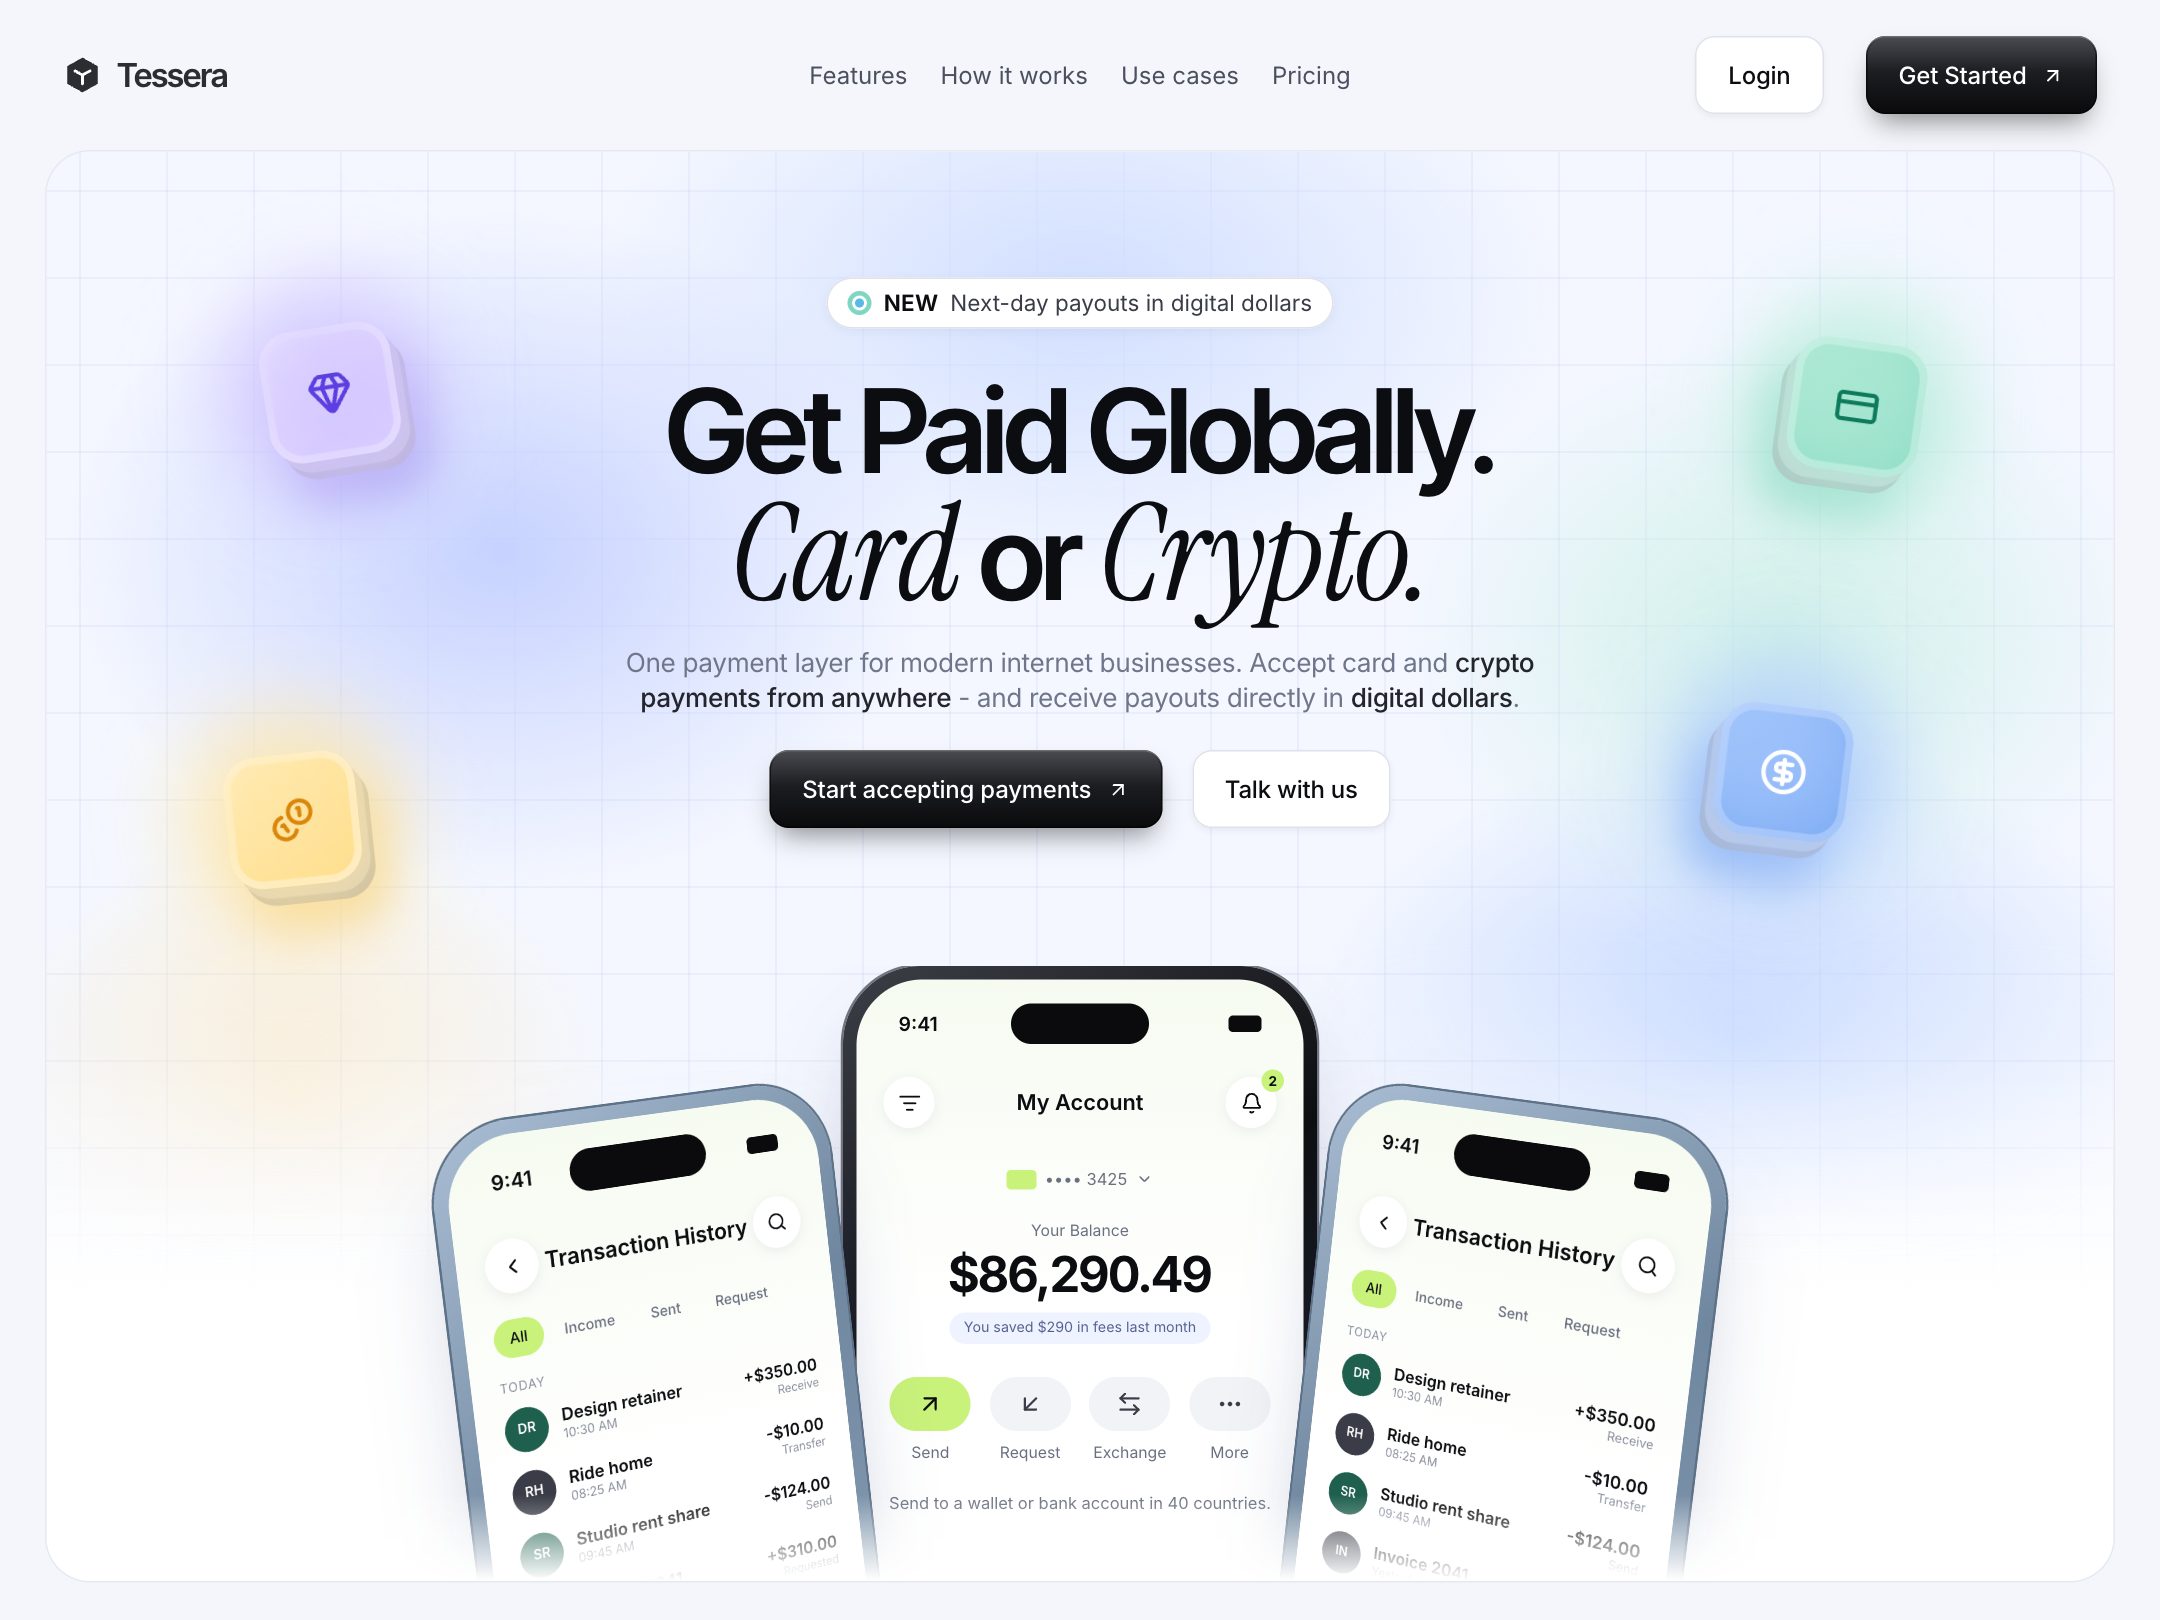 Tessera
Features
How it works
Use cases
Pricing
Login
Get Started
NEW Next-day payouts in digital dollars
Get Paid Globally.
Card or Crypto.
One payment layer for modern internet businesses. Accept card and crypto
payments from anywhere - and receive payouts directly in digital dollars.
Start accepting payments
Talk with us
9:41
Transaction History
All
Income
Sent
Request
TODAY
DR
Design retainer
10:30 AM
+$350.00
Receive
RH
Ride home
08:25 AM
-$10.00
Transfer
SR
Studio rent share
09:45 AM
-$124.00
Send
+$310.00
Requested
9:41
My Account
2
•••• 3425
Your Balance
$86,290.49
You saved $290 in fees last month
Send
Request
Exchange
More
Send to a wallet or bank account in 40 countries.
9:41
Transaction History
All
Income
Sent
Request
TODAY
DR
Design retainer
10:30 AM
+$350.00
Receive
RH
Ride home
08:25 AM
-$10.00
Transfer
SR
Studio rent share
09:45 AM
-$124.00
Send
IN
Invoice 2041